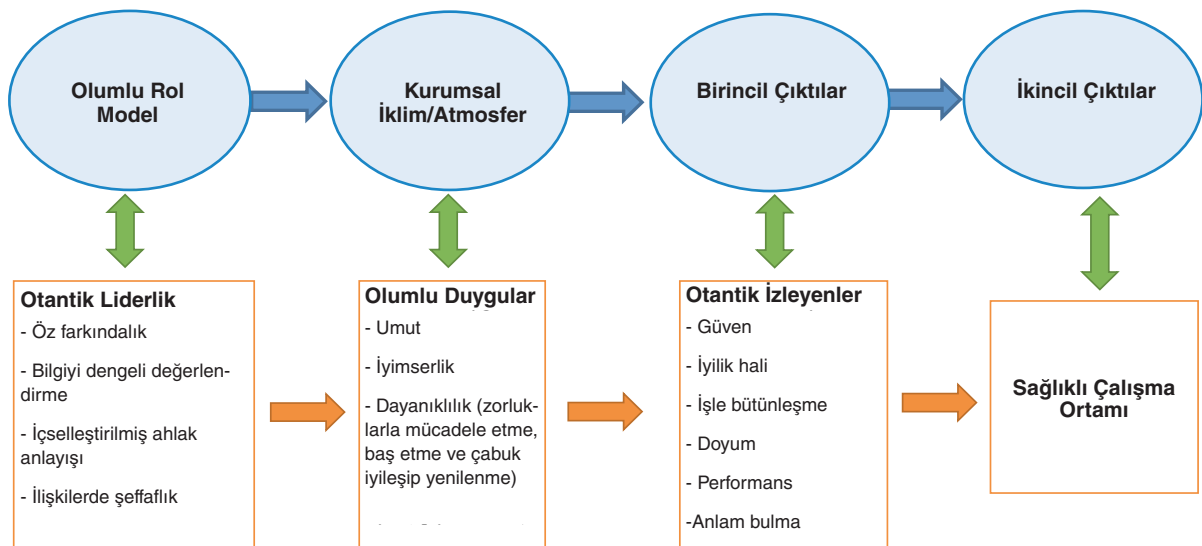 Olumlu Rol
Model
Kurumsal
İklim/Atmosfer
Birincil Çıktılar
İkincil Çıktılar
Otantik Liderlik
- Öz farkındalık
- Bilgiyi dengeli değerlen-
dirme
- İçselleştirilmiş ahlak
anlayışı
- İlişkilerde şeffaflık
Olumlu Duygular
- Umut
- İyimserlik
- Dayanıklılık (zorluk-
larla mücadele etme,
baş etme ve çabuk
iyileşip yenilenme)
Otantik İzleyenler
- Güven
- İyilik hali
- İşle bütünleşme
- Doyum
- Performans
-Anlam bulma
Sağlıklı Çalışma
Ortamı